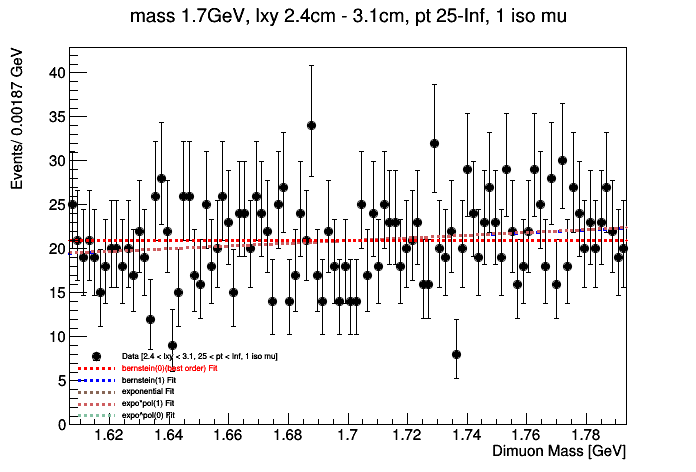 mass 1.7GeV, lxy 2.4cm - 3.1cm, pt 25-Inf, 1 iso mu
Events/ 0.00187 GeV
40
35
30
25
20
15
10
5
0
Data [2.4 < lxy < 3.1, 25 < pt < Inf, 1 iso mu]
bernstein(0)(best order) Fit
bernstein(1) Fit
exponential Fit
expo*pol(1) Fit
expo*pol(0) Fit
1.62 1.64 1.66 1.68 1.7 1.72 1.74 1.76 1.78
Dimuon Mass [GeV]